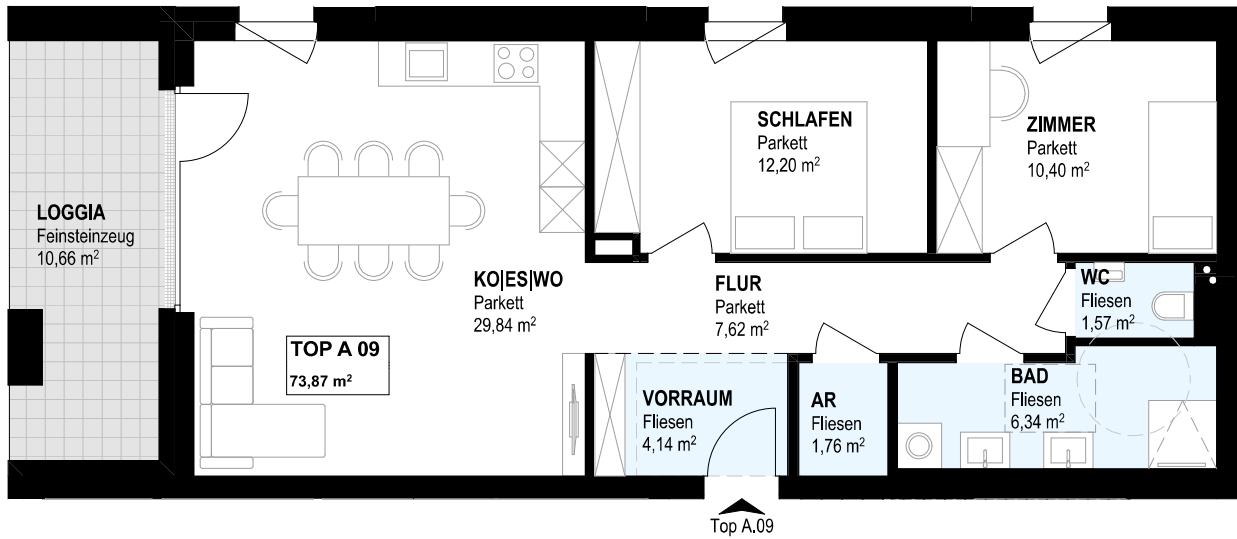 LOGGIA
Feinsteinzeug
10,66 m²
KO|ES|WO
Parkett
29,84 m²
TOP A 09
73,87 m²
SCHLAFEN
Parkett
12,20 m²
ZIMMER
Parkett
10,40 m²
FLUR
Parkett
7,62 m²
WC
Fliesen
1,57 m²
VORRAUM
Fliesen
4,14 m²
AR
Fliesen
1,76 m²
BAD
Fliesen
6,34 m²
Top A.09